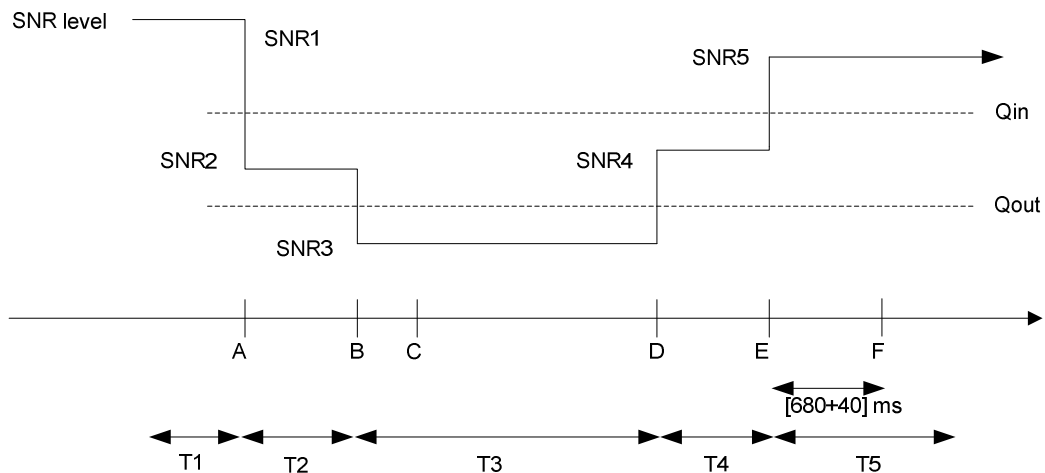 SNR level
SNR1
SNR5
Qin
SNR2
SNR4
Qout
SNR3
A
B
C
D
E
F
[680+40] ms
T1
T2
T3
T4
T5